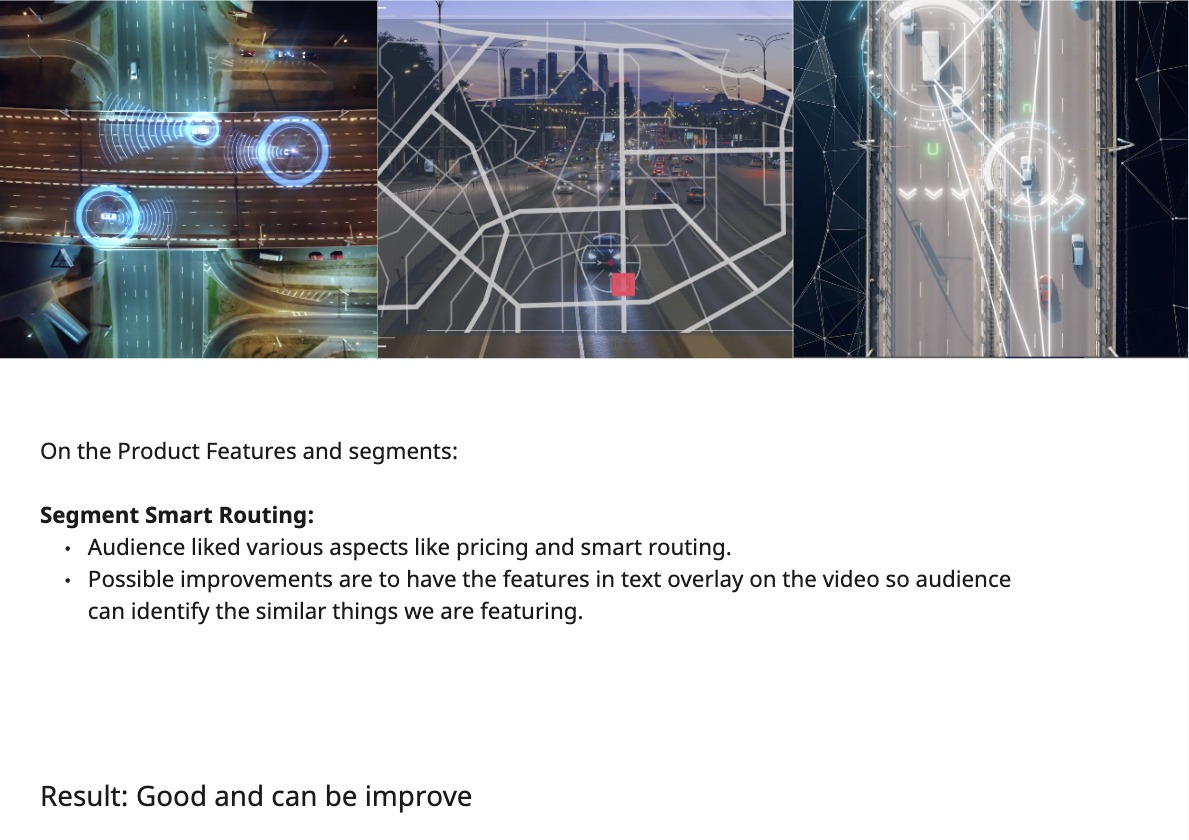 On the Product Features and segments:
Segment Smart Routing:
• Audience liked various aspects like pricing and smart routing.
• Possible improvements are to have the features in text overlay on the video so audience
can identify the similar things we are featuring.
Result: Good and can be improve